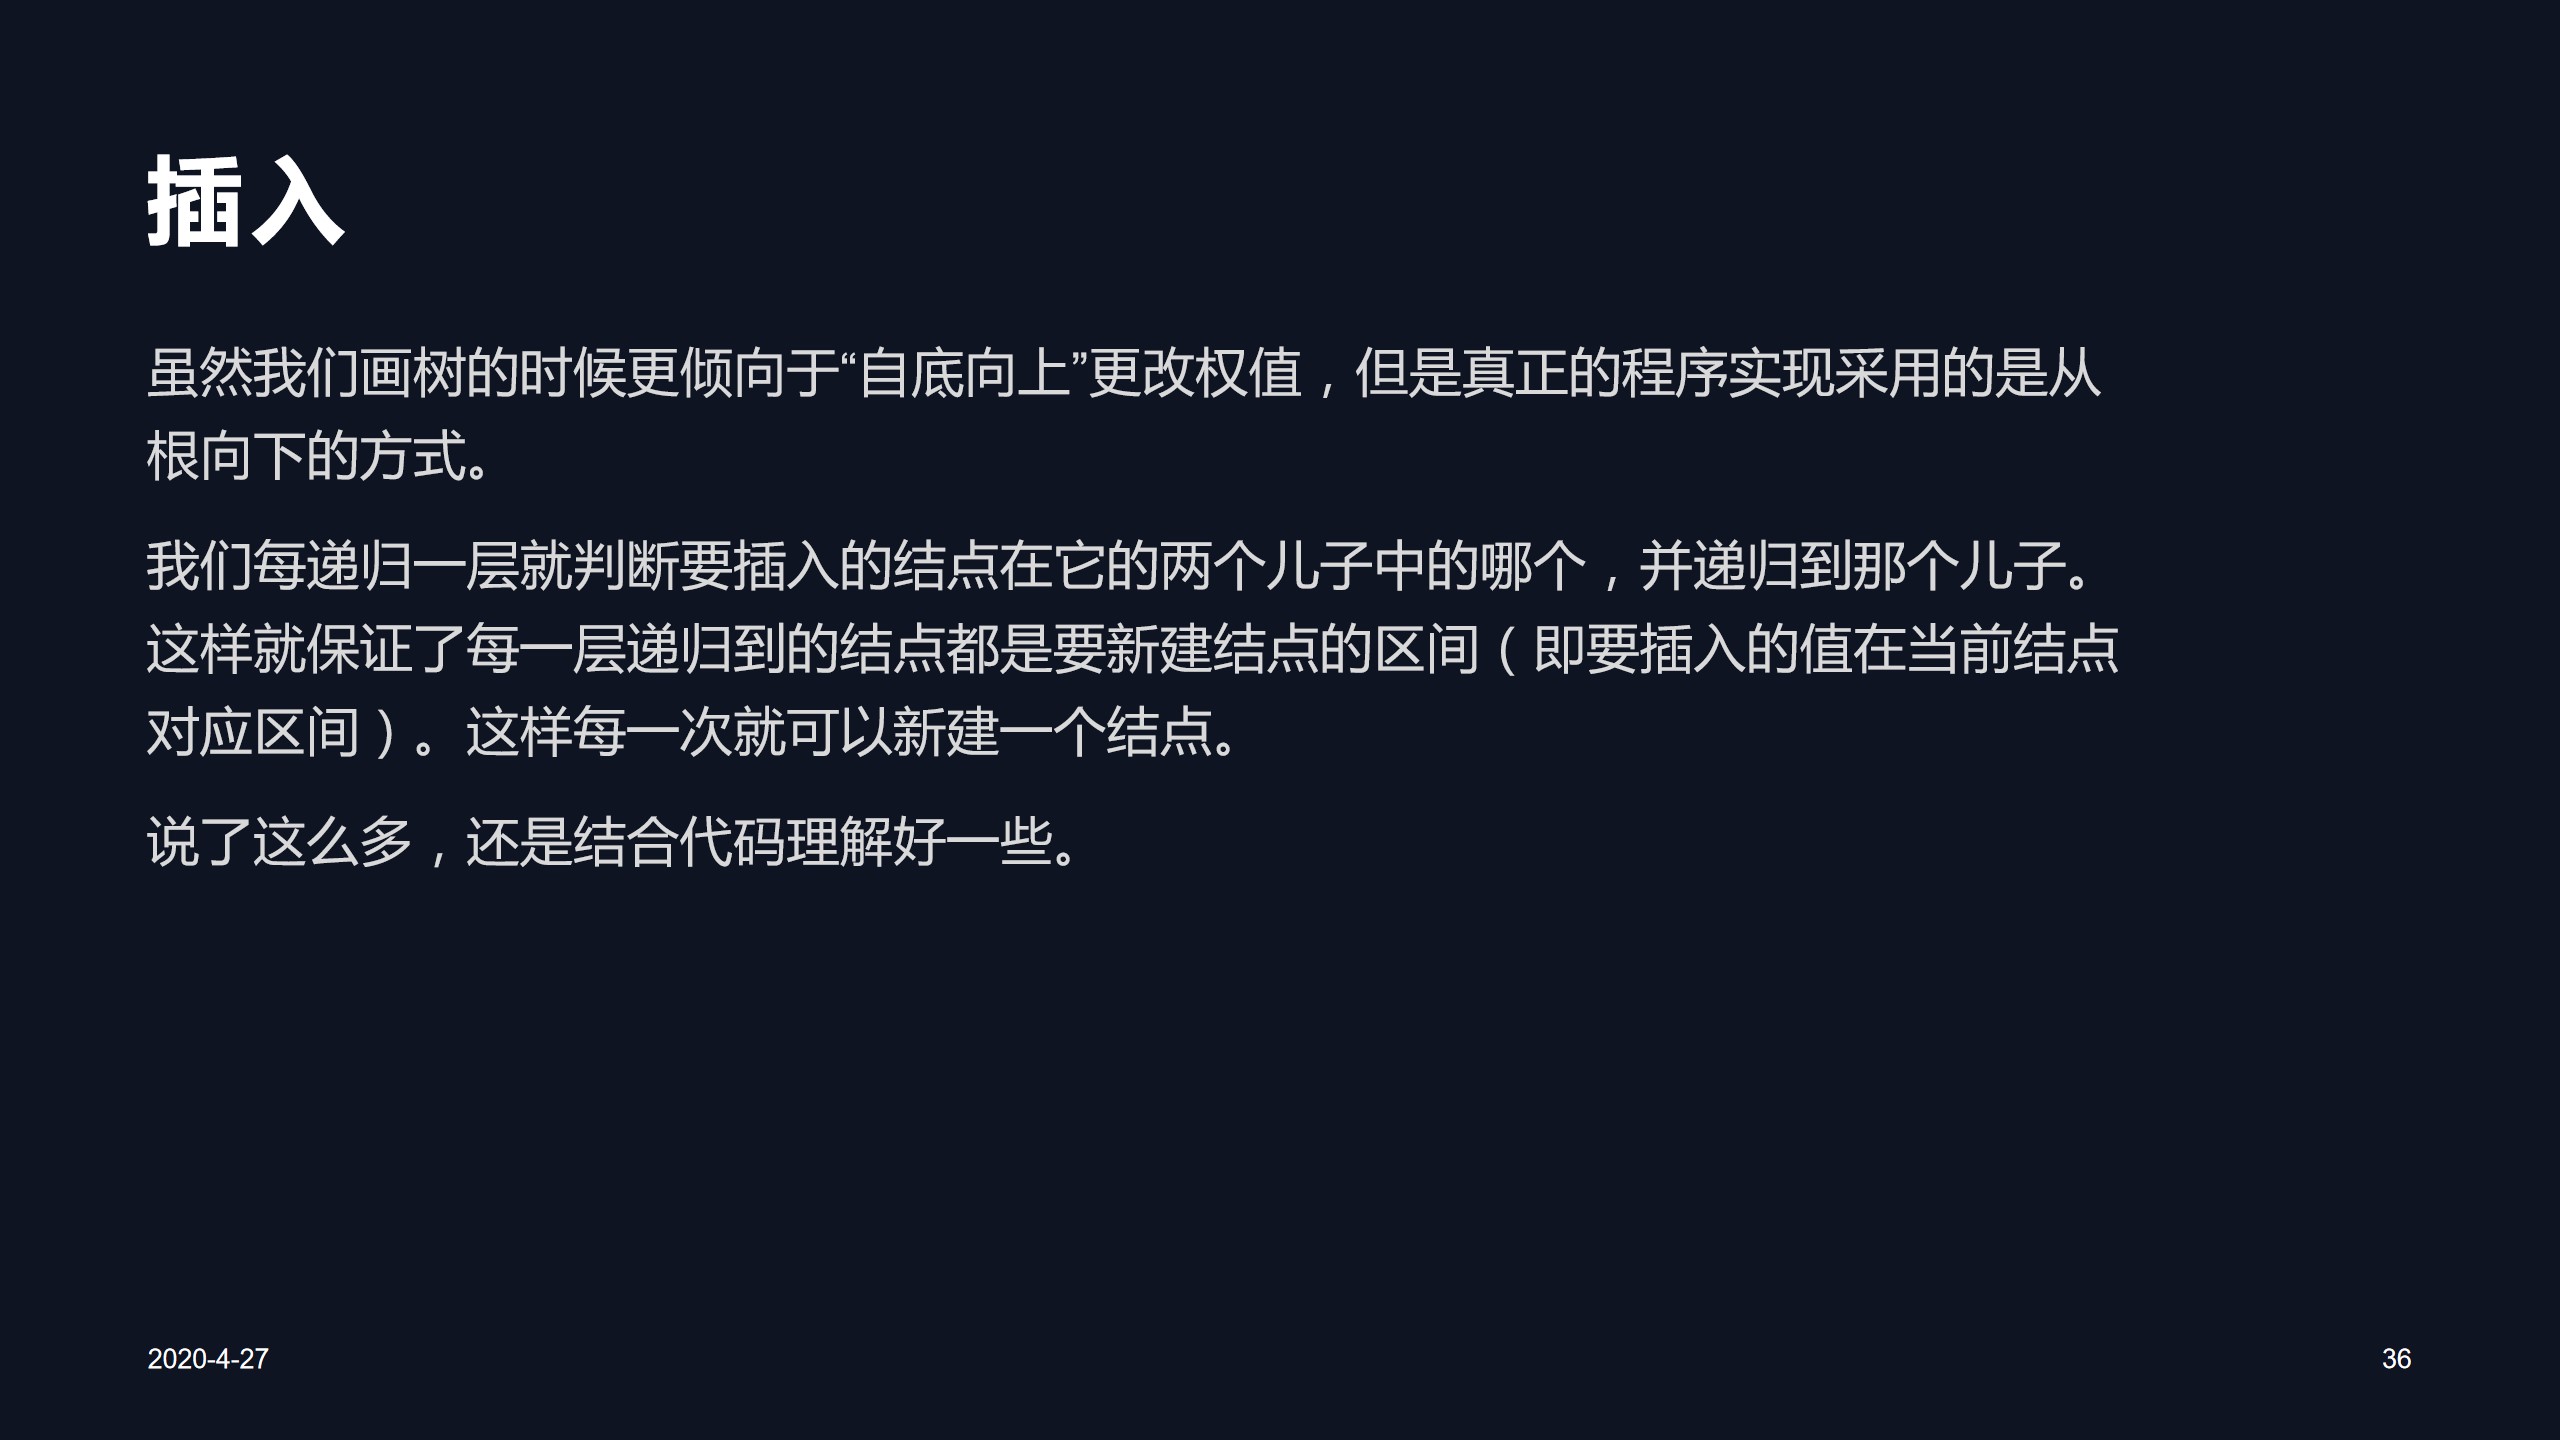 插入
虽然我们画树的时候更倾向于“自底向上”更改权值，但是真正的程序实现采用的是从
根向下的方式。
我们每递归一层就判断要插入的结点在它的两个儿子中的哪个，并递归到那个儿子。
这样就保证了每一层递归到的结点都是要新建结点的区间（即要插入的值在当前结点
对应区间）。这样每一次就可以新建一个结点。
说了这么多，还是结合代码理解好一些。
2020-4-27
36